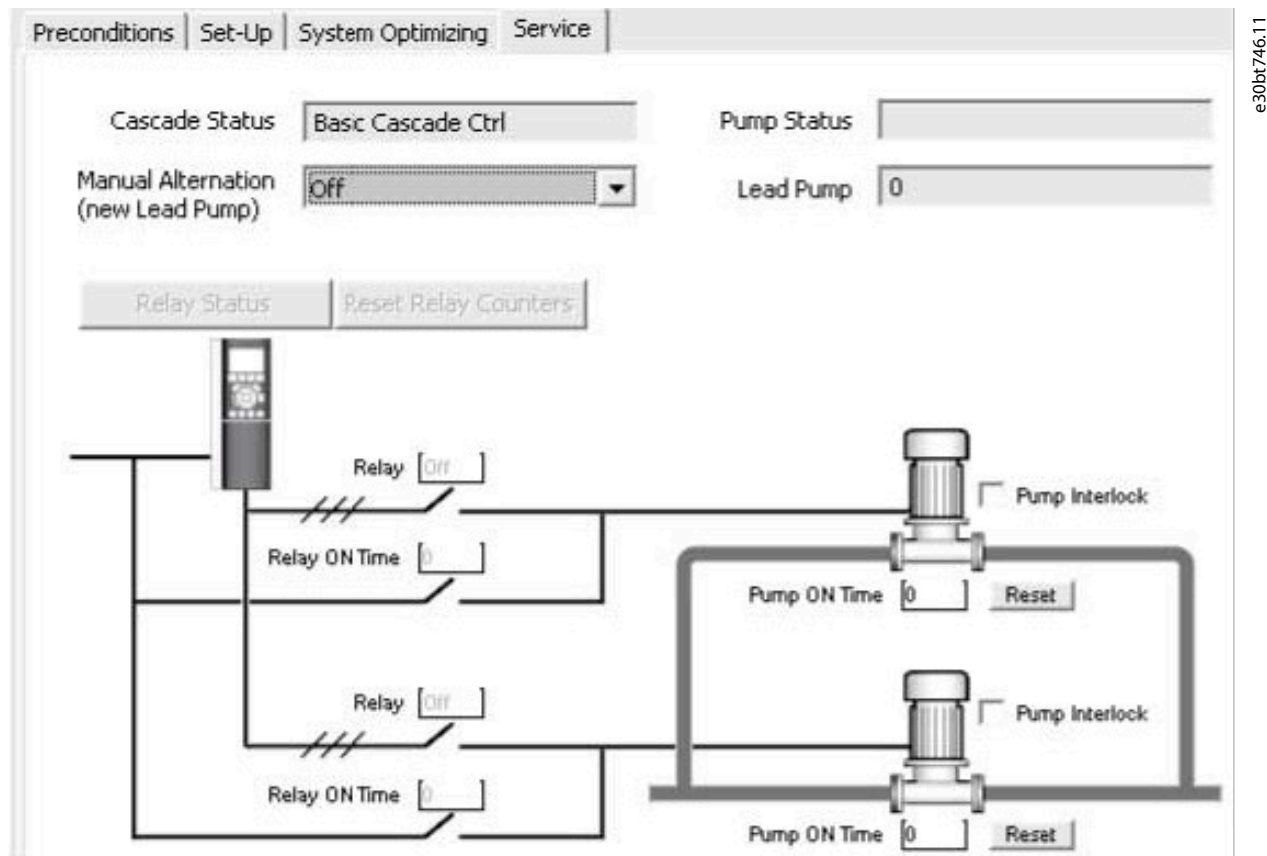 Preconditions Set-Up System Optimizing Service
e30bt746.11
Cascade Status Basic Cascade Ctrl Pump Status
Manual Alternation
(new Lead Pump)
Off Lead Pump 0
Relay Status Reset Relay Counters
Relay Off
Pump Interlock
Relay ON Time 0
Pump ON Time 0 Reset
Relay Off
Pump Interlock
Relay ON Time 0
Pump ON Time 0 Reset